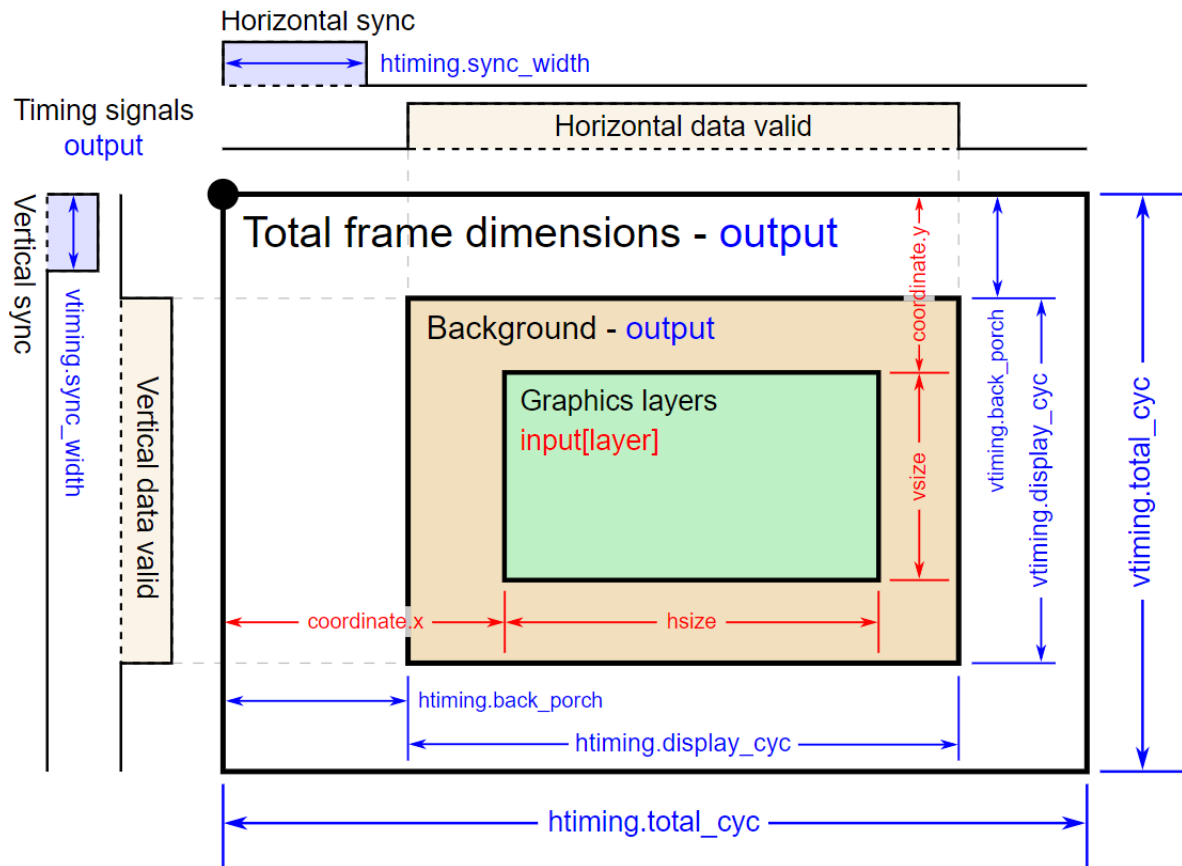 Horizontal sync
htiming.sync_width
Timing signals
output
Horizontal data valid
Vertical sync
vtiming.sync_width
Vertical data valid
Total frame dimensions - output
Background - output
Graphics layers
input[layer]
coordinate.y
vsize
vtiming.back_porch
vtiming.display_cyc
vtiming.total_cyc
coordinate.x
hsize
htiming.back_porch
htiming.display_cyc
htiming.total_cyc